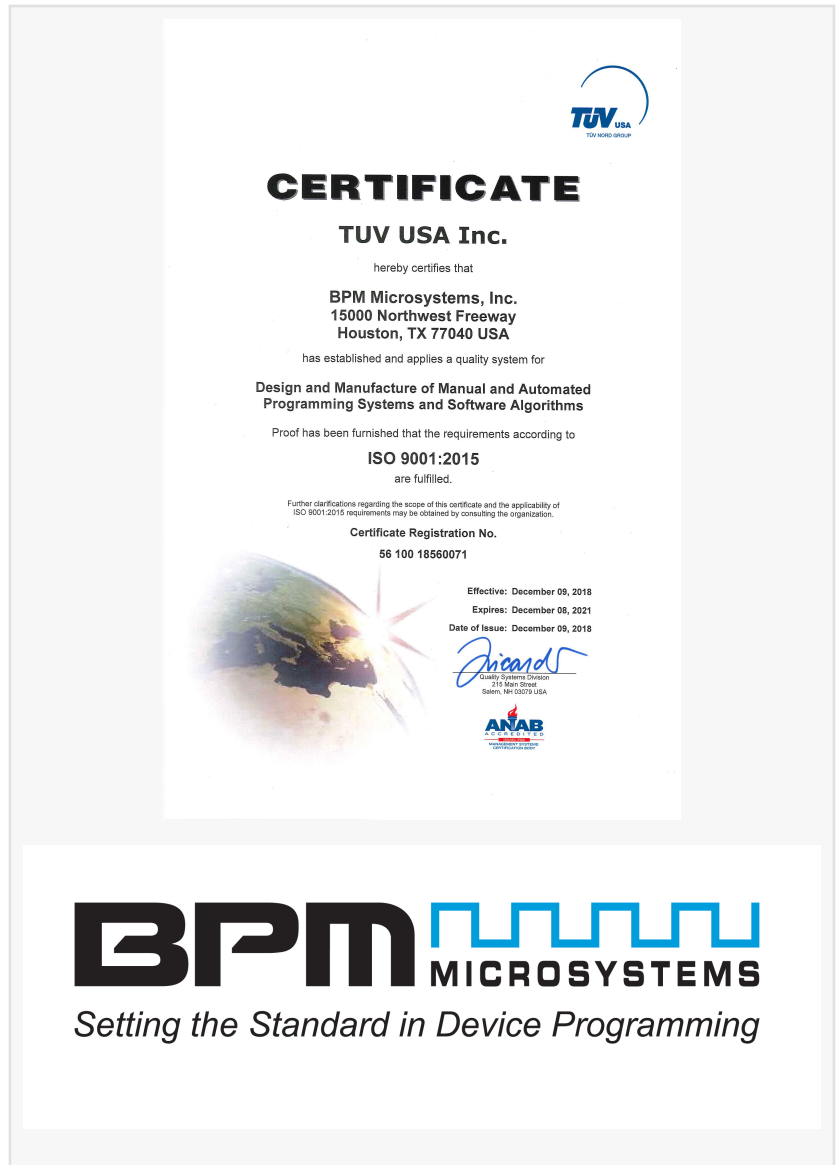 TÜV USA
TÜV NORD GROUP
CERTIFICATE
TUV USA Inc.
hereby certifies that
BPM Microsystems, Inc.
15000 Northwest Freeway
Houston, TX 77040 USA
has established and applies a quality system for
Design and Manufacture of Manual and Automated
Programming Systems and Software Algorithms
Proof has been furnished that the requirements according to
ISO 9001:2015
are fulfilled.
Further clarifications regarding the scope of this certificate and the applicability of
ISO 9001:2015 requirements may be obtained by consulting the organization.
Certificate Registration No.
56 100 18560071
Effective: December 09, 2018
Expires: December 08, 2021
Date of Issue: December 09, 2018
Quality Systems Division
215 Main Street
Salem, NH 03079 USA
ANAB
ACCREDITED
MANAGEMENT SYSTEMS
CERTIFICATION BODY
BPM
MICROSYSTEMS
Setting the Standard in Device Programming